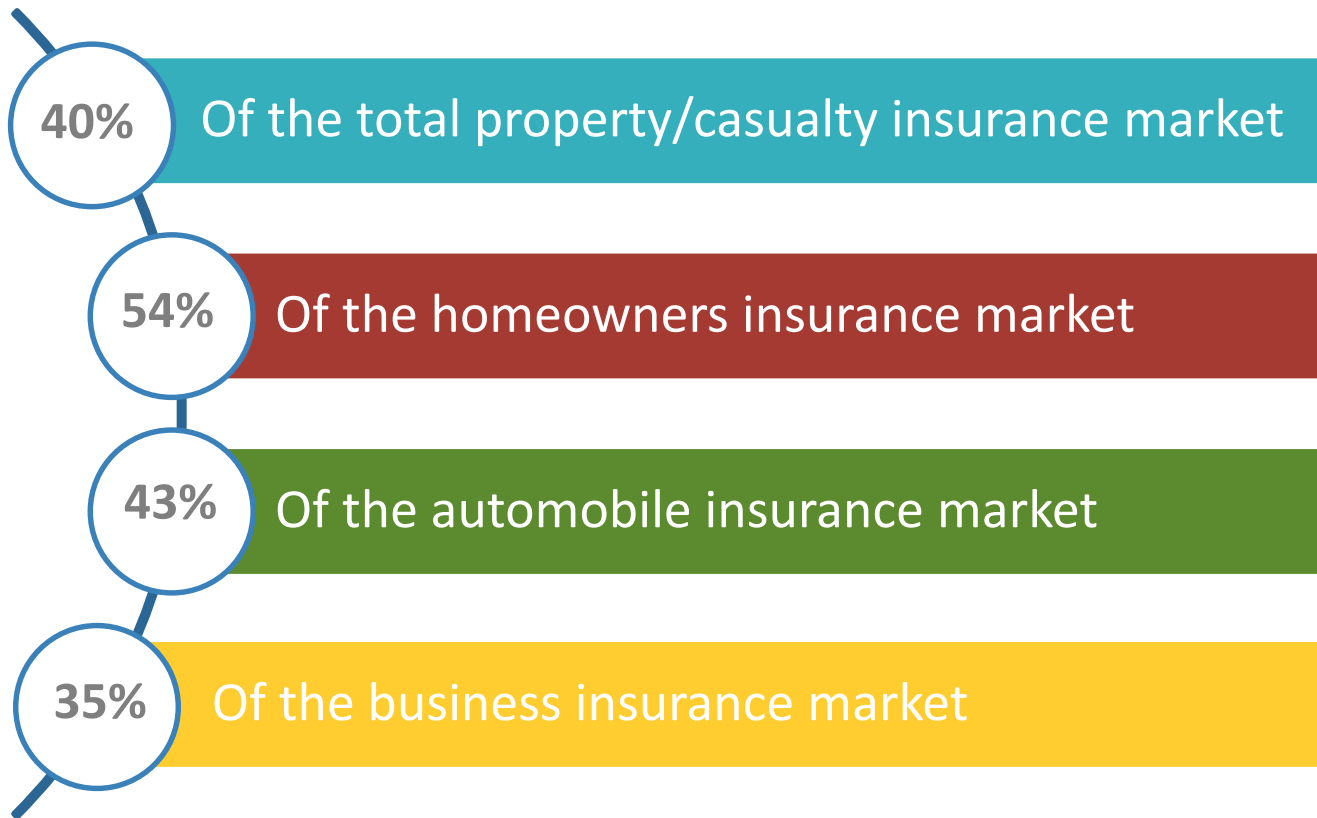 40% Of the total property/casualty insurance market
54% Of the homeowners insurance market
43% Of the automobile insurance market
35% Of the business insurance market